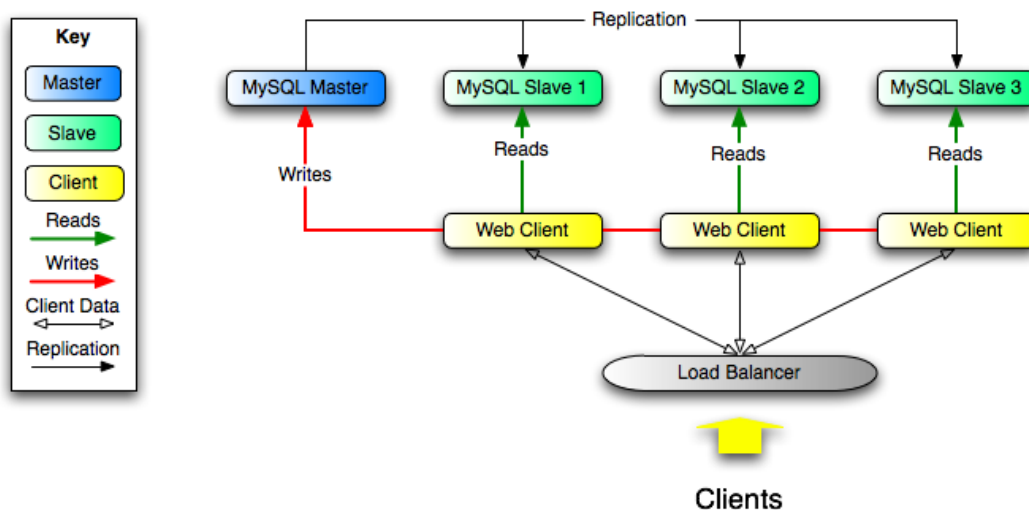 Key
Master
Slave
Client
Reads
Writes
Client Data
Replication
Replication
MySQL Master
MySQL Slave 1
MySQL Slave 2
MySQL Slave 3
Writes
Reads
Reads
Reads
Web Client
Web Client
Web Client
Load Balancer
Clients